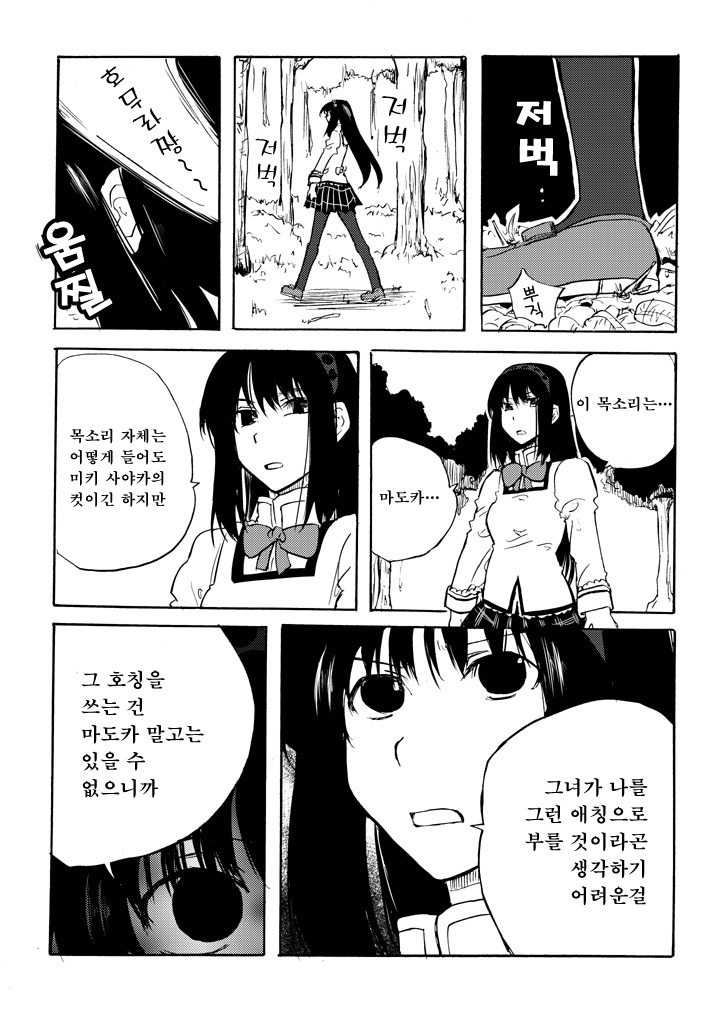 저벅…
뿌직
저벅
저벅
호무라
쨩~~
움찔
이 목소리는…
마도카…
목소리 자체는
어떻게 들어도
미키 사야카의
것이긴 하지만
그녀가 나를
그런 애칭으로
부를 것이라곤
생각하기
어려운걸
그 호칭을
쓰는 건
마도카 말고는
있을 수
없으니까